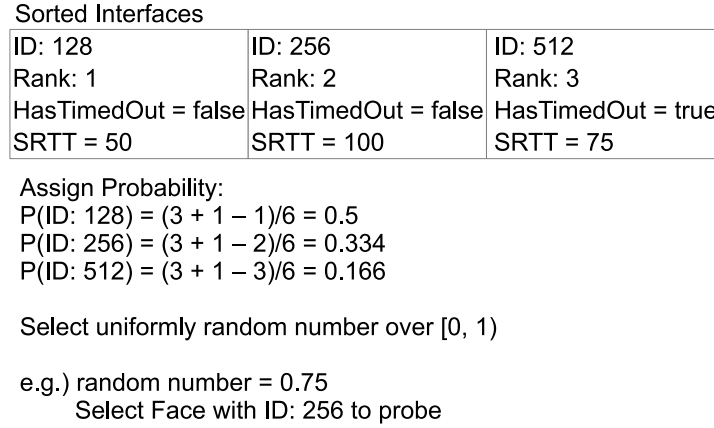 Sorted Interfaces
ID: 128 ID: 256 ID: 512
Rank: 1 Rank: 2 Rank: 3
HasTimedOut = false HasTimedOut = false HasTimedOut = true
SRTT = 50 SRTT = 100 SRTT = 75
Assign Probability:
P(ID: 128) = (3 + 1 – 1)/6 = 0.5
P(ID: 256) = (3 + 1 – 2)/6 = 0.334
P(ID: 512) = (3 + 1 – 3)/6 = 0.166
Select uniformly random number over [0, 1)
e.g.) random number = 0.75
Select Face with ID: 256 to probe